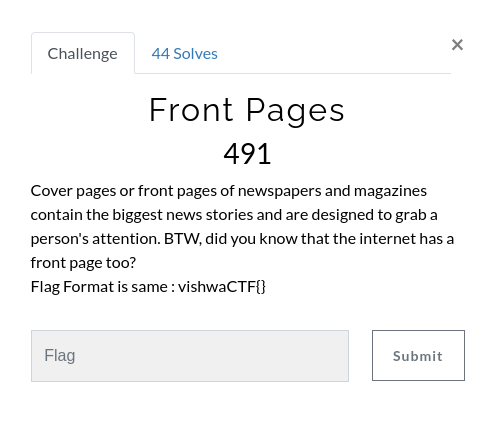 Challenge
44 Solves
×
Front Pages
491
Cover pages or front pages of newspapers and magazines
contain the biggest news stories and are designed to grab a
person's attention. BTW, did you know that the internet has a
front page too?
Flag Format is same : vishwaCTF{}
Flag
Submit